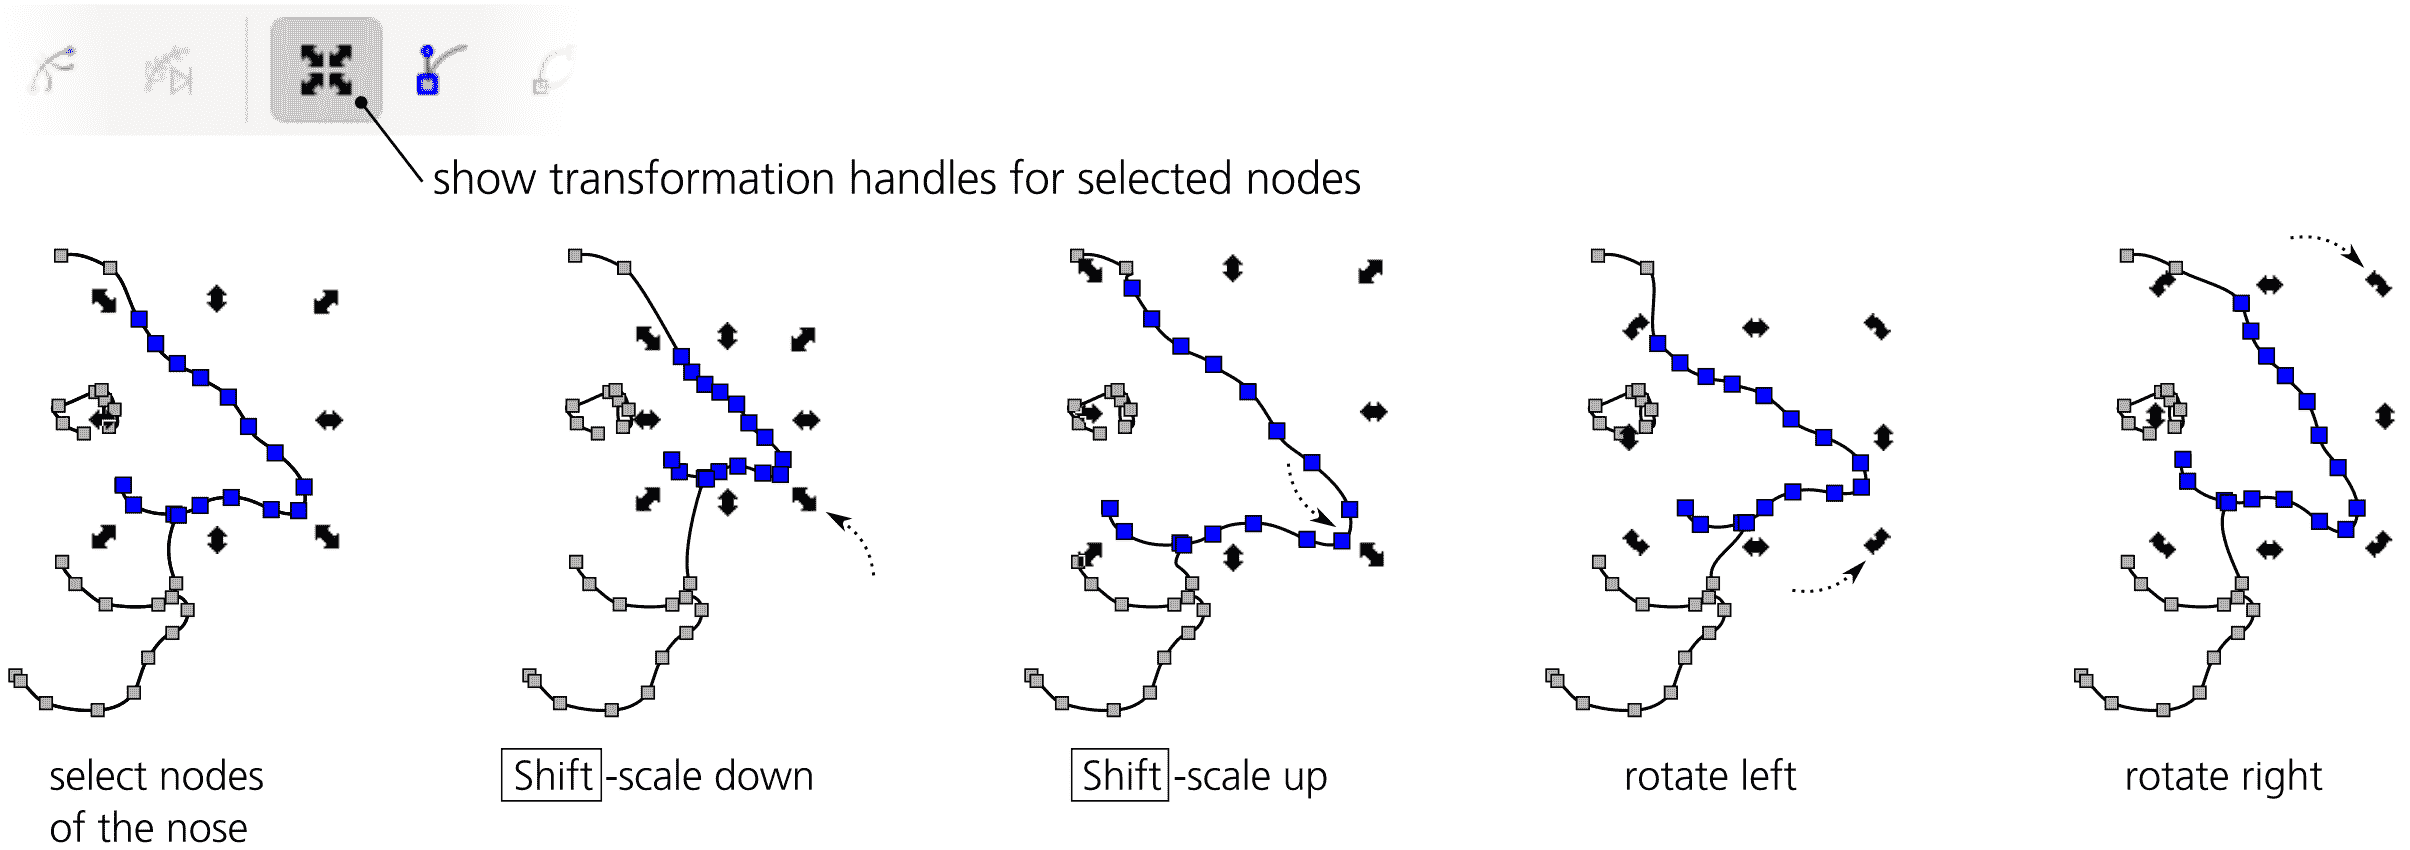 show transformation handles for selected nodes
select nodes
of the nose
Shift-scale down
Shift-scale up
rotate left
rotate right